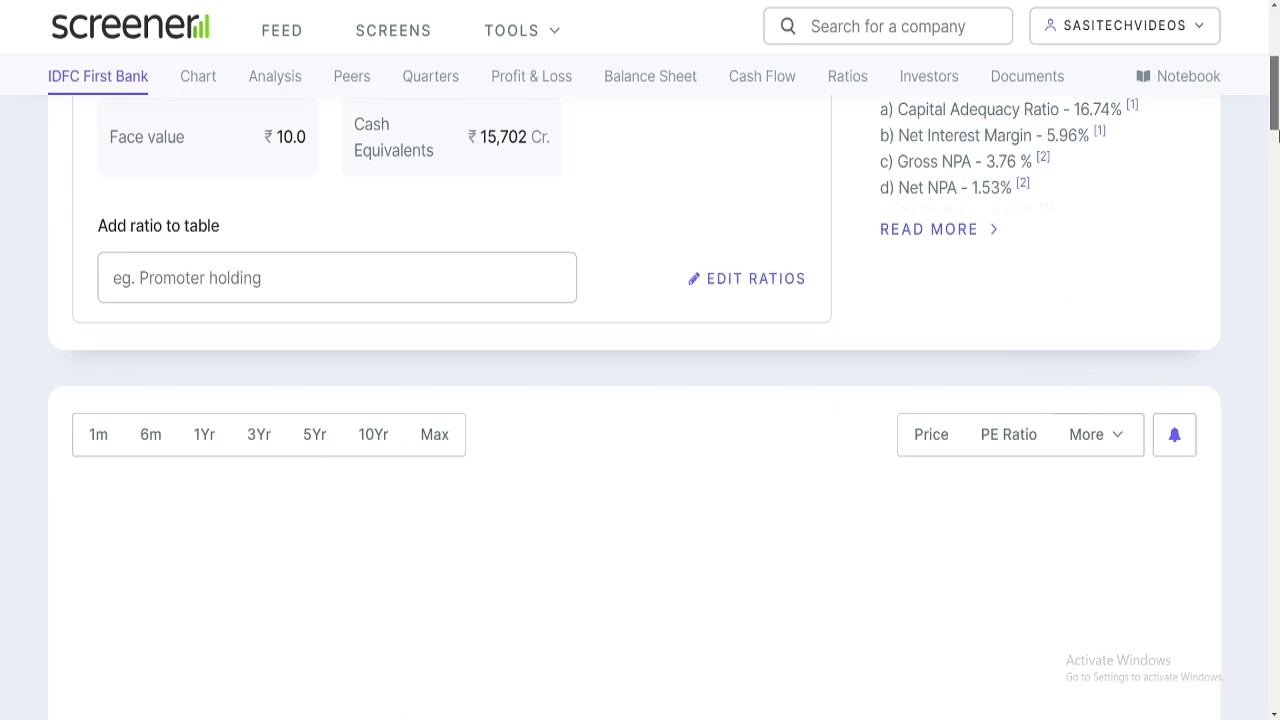 screener
FEED
SCREENS
TOOLS
Search for a company
SASITECHVIDEOS
IDFC First Bank
Chart
Analysis
Peers
Quarters
Profit & Loss
Balance Sheet
Cash Flow
Ratios
Investors
Documents
Notebook
Face value
₹ 10.0
Cash
Equivalents
₹ 15,702 Cr.
a) Capital Adequacy Ratio - 16.74% [1]
b) Net Interest Margin - 5.96% [1]
c) Gross NPA - 3.76 % [2]
d) Net NPA - 1.53% [2]
READ MORE
Add ratio to table
eg. Promoter holding
EDIT RATIOS
1m
6m
1Yr
3Yr
5Yr
10Yr
Max
Price
PE Ratio
More
Activate Windows
Go to Settings to activate Windows.